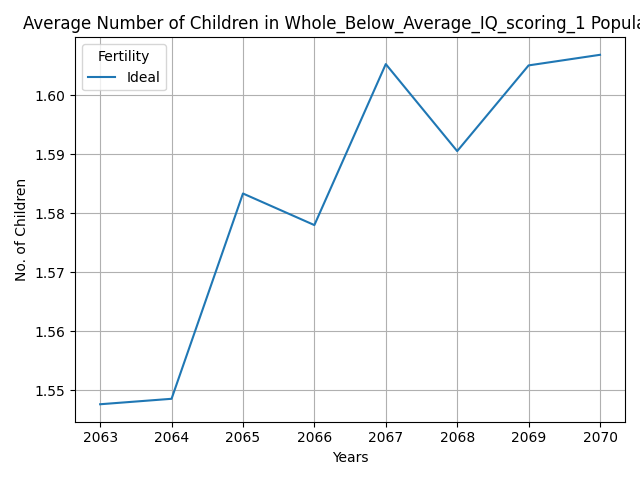 Average Number of Children in Whole_Below_Average_IQ_scoring_1 Popula
Fertility
Ideal
No. of Children
1.60
1.59
1.58
1.57
1.56
1.55
2063 2064 2065 2066 2067 2068 2069 2070
Years